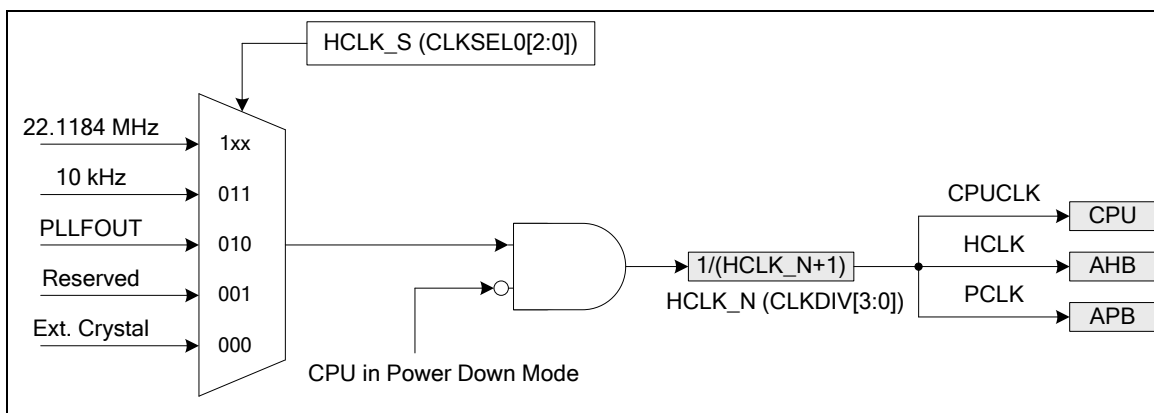 HCLK_S (CLKSEL0[2:0])
22.1184 MHz
1xx
10 kHz
011
PLLFOUT
010
Reserved
001
Ext. Crystal
000
CPU in Power Down Mode
1/(HCLK_N+1)
HCLK_N (CLKDIV[3:0])
CPUCLK
CPU
HCLK
AHB
PCLK
APB